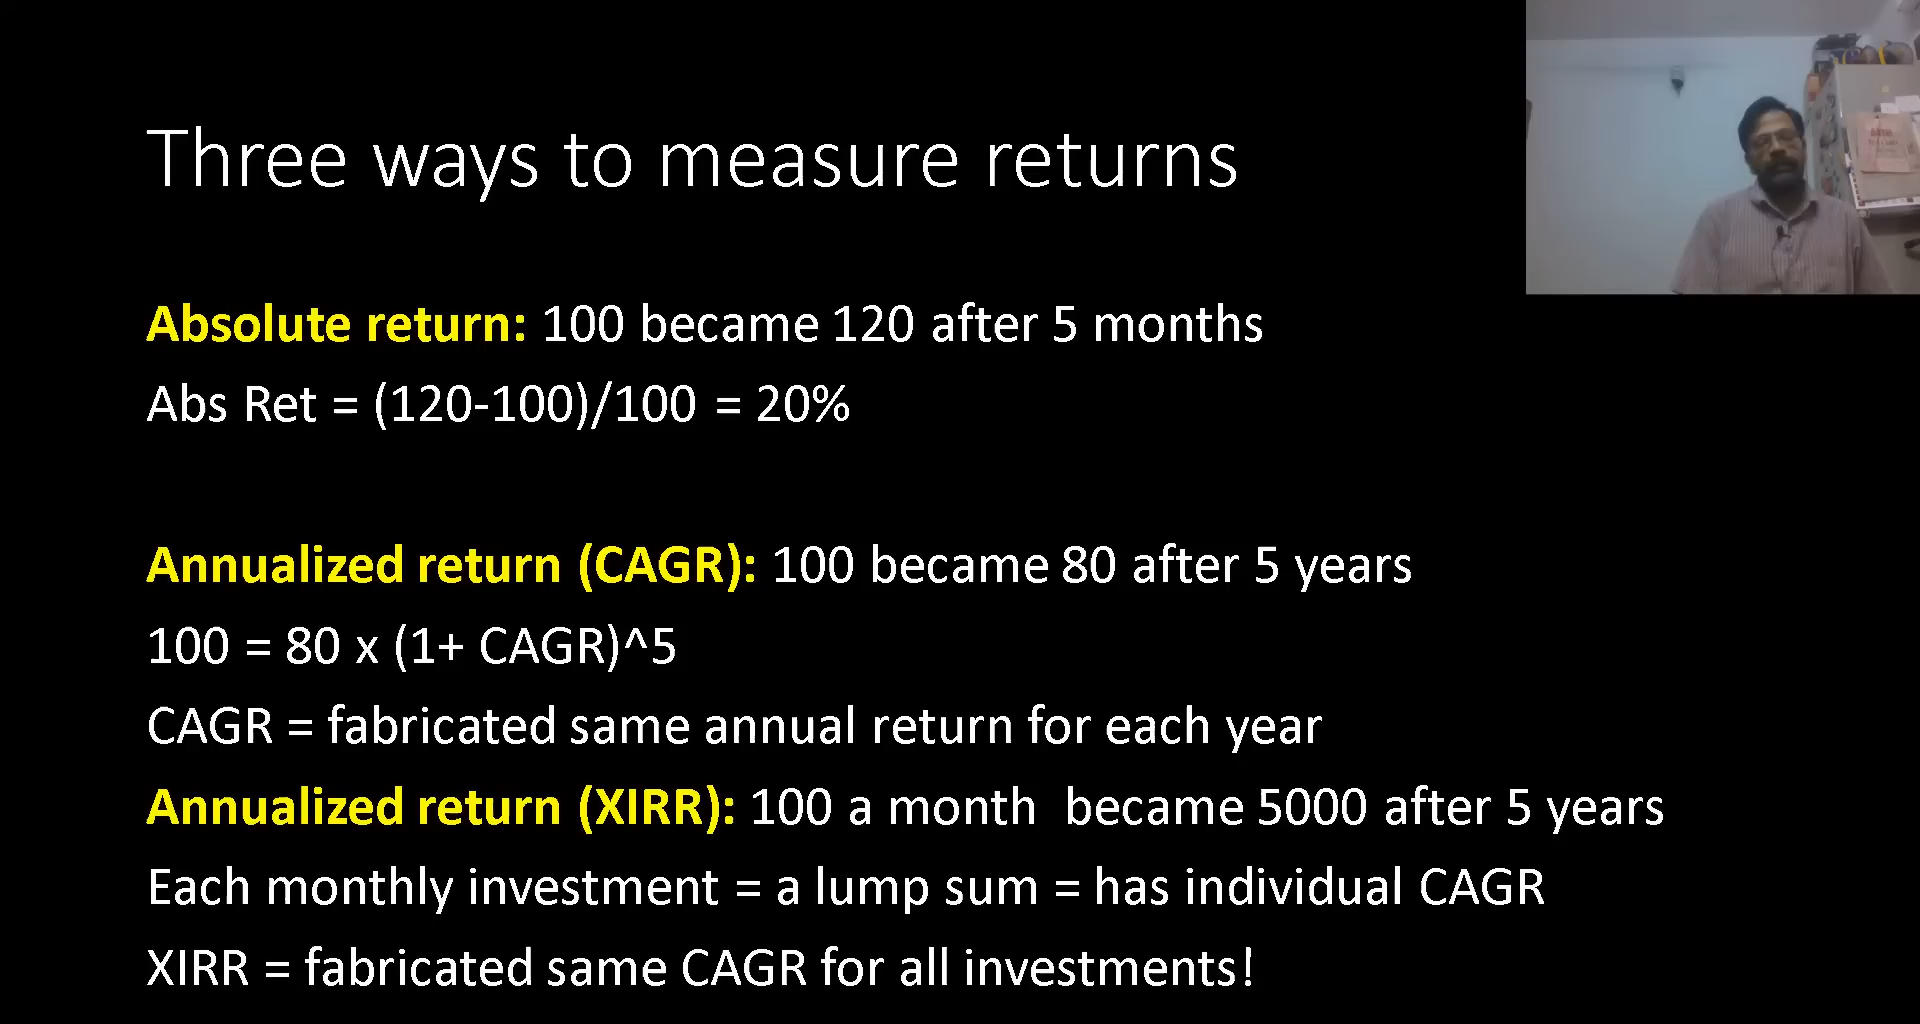 Three ways to measure returns
Absolute return: 100 became 120 after 5 months
Abs Ret = (120-100)/100 = 20%
Annualized return (CAGR): 100 became 80 after 5 years
100 = 80 x (1+ CAGR)^5
CAGR = fabricated same annual return for each year
Annualized return (XIRR): 100 a month  became 5000 after 5 years
Each monthly investment = a lump sum = has individual CAGR
XIRR = fabricated same CAGR for all investments!